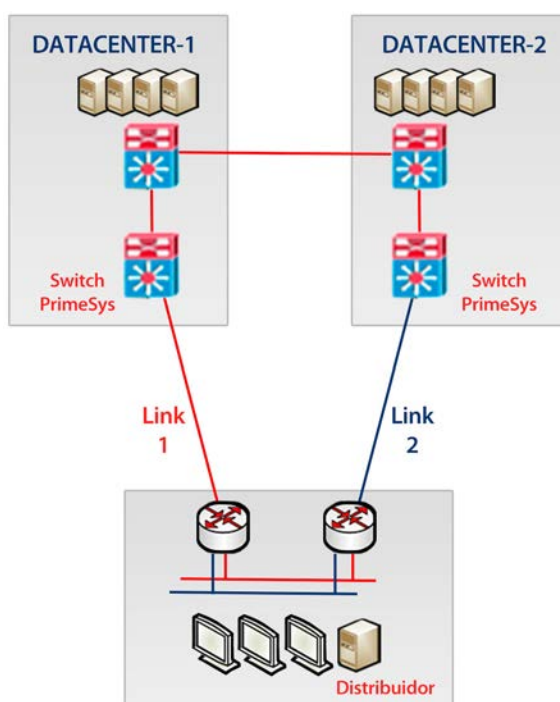 DATACENTER-1
DATACENTER-2
Switch
PrimeSys
Switch
PrimeSys
Link
1
Link
2
Distribuidor